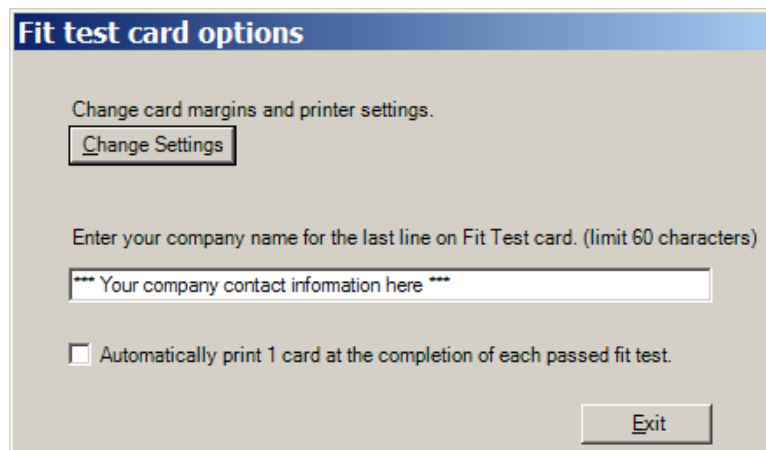 Fit test card options
Change card margins and printer settings.
Change Settings
Enter your company name for the last line on Fit Test card. (limit 60 characters)
*** Your company contact information here ***
Automatically print 1 card at the completion of each passed fit test.
Exit